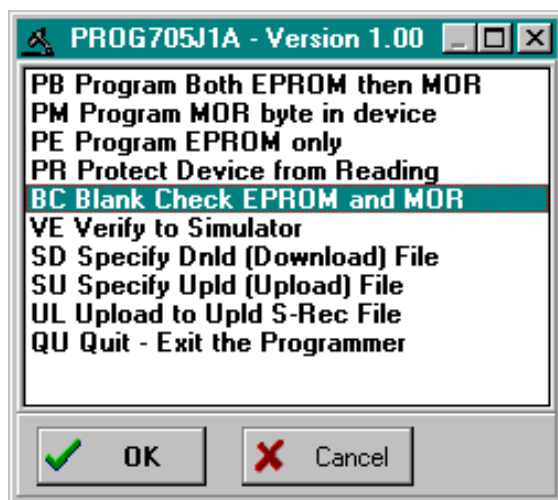 PROG705J1A - Version 1.00
PB Program Both EPROM then MOR
PM Program MOR byte in device
PE Program EPROM only
PR Protect Device from Reading
BC Blank Check EPROM and MOR
VE Verify to Simulator
SD Specify Dnld (Download) File
SU Specify Upld (Upload) File
UL Upload to Upld S-Rec File
QU Quit - Exit the Programmer
OK Cancel